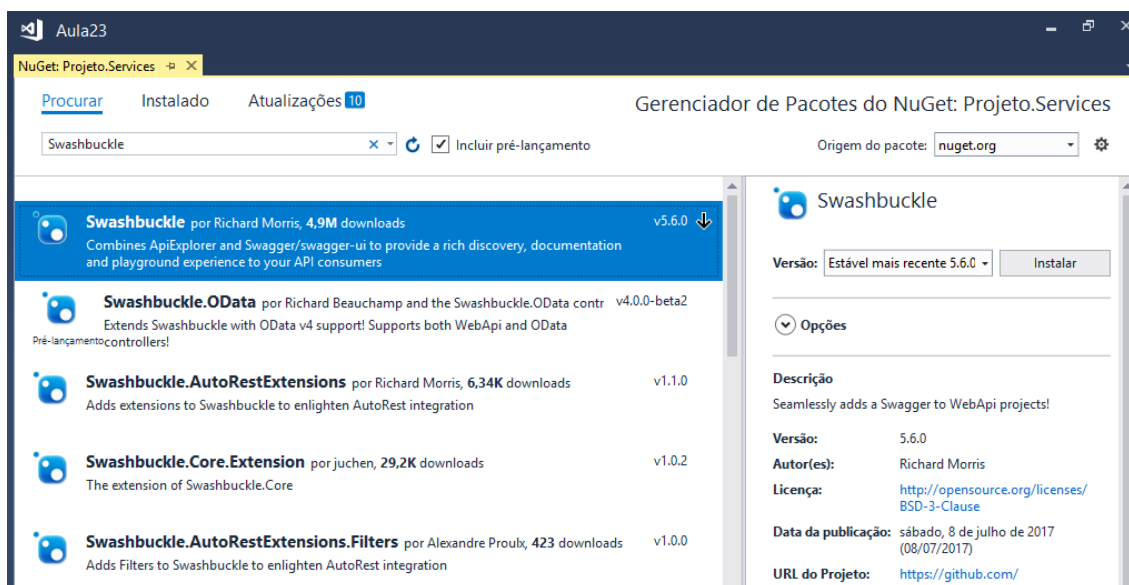 Aula23
NuGet: Projeto.Services
Procurar Instalado Atualizações 10
Gerenciador de Pacotes do NuGet: Projeto.Services
Swashbuckle
Incluir pré-lançamento
Origem do pacote: nuget.org
Swashbuckle por Richard Morris, 4,9M downloads v5.6.0
Combines ApiExplorer and Swagger/swagger-ui to provide a rich discovery, documentation
and playground experience to your API consumers
Swashbuckle.OData por Richard Beauchamp and the Swashbuckle.OData contr v4.0.0-beta2
Extends Swashbuckle with OData v4 support! Supports both WebApi and OData
Pré-lançamento controllers!
Swashbuckle.AutoRestExtensions por Richard Morris, 6,34K downloads v1.1.0
Adds extensions to Swashbuckle to enlighten AutoRest integration
Swashbuckle.Core.Extension por juchen, 29,2K downloads v1.0.2
The extension of Swashbuckle.Core
Swashbuckle.AutoRestExtensions.Filters por Alexandre Proulx, 423 downloads v1.0.0
Adds Filters to Swashbuckle to enlighten AutoRest integration
Swashbuckle
Versão: Estável mais recente 5.6.0 Instalar
Opções
Descrição
Seamlessly adds a Swagger to WebApi projects!
Versão: 5.6.0
Autor(es): Richard Morris
Licença: http://opensource.org/licenses/
BSD-3-Clause
Data da publicação: sábado, 8 de julho de 2017
(08/07/2017)
URL do Projeto: https://github.com/